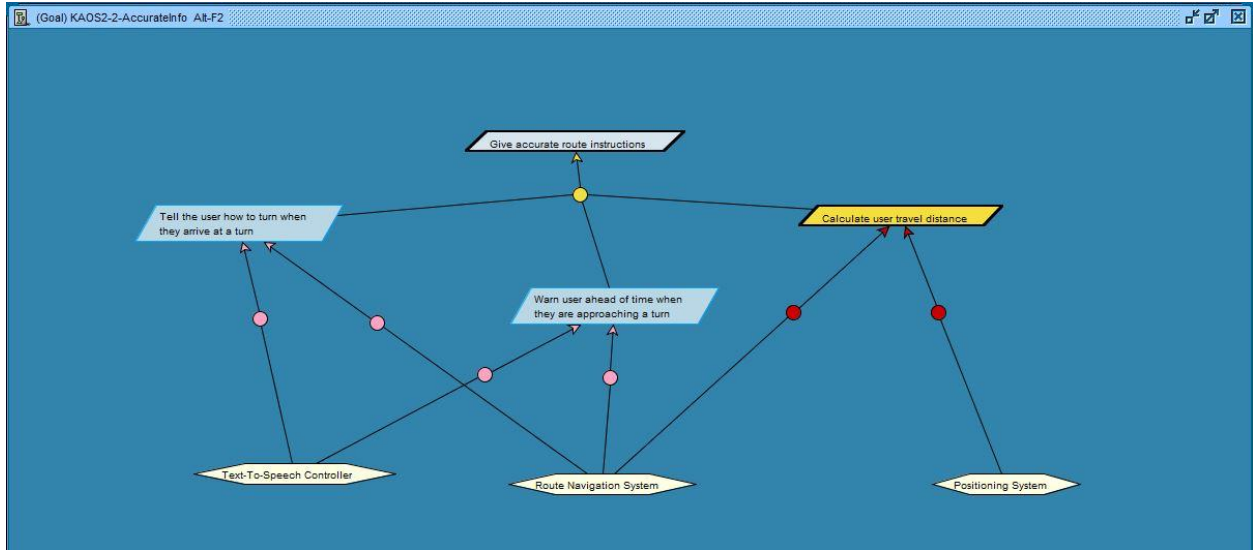 (Goal) KAOS2-2-AccurateInfo Alt-F2
Give accurate route instructions
Tell the user how to turn when
they arrive at a turn
Calculate user travel distance
Warn user ahead of time when
they are approaching a turn
Text-To-Speech Controller
Route Navigation System
Positioning System